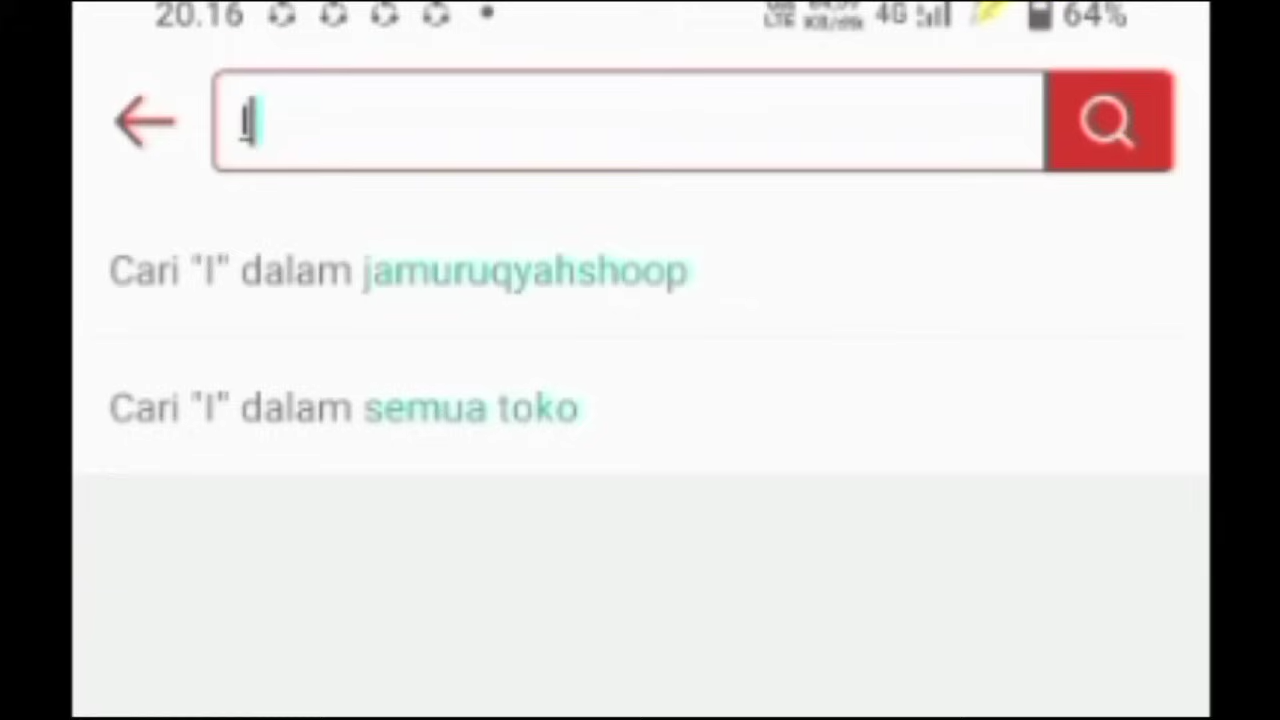 20.16 4G 64%
I
Cari "I" dalam jamuruqyahshoop
Cari "I" dalam semua toko